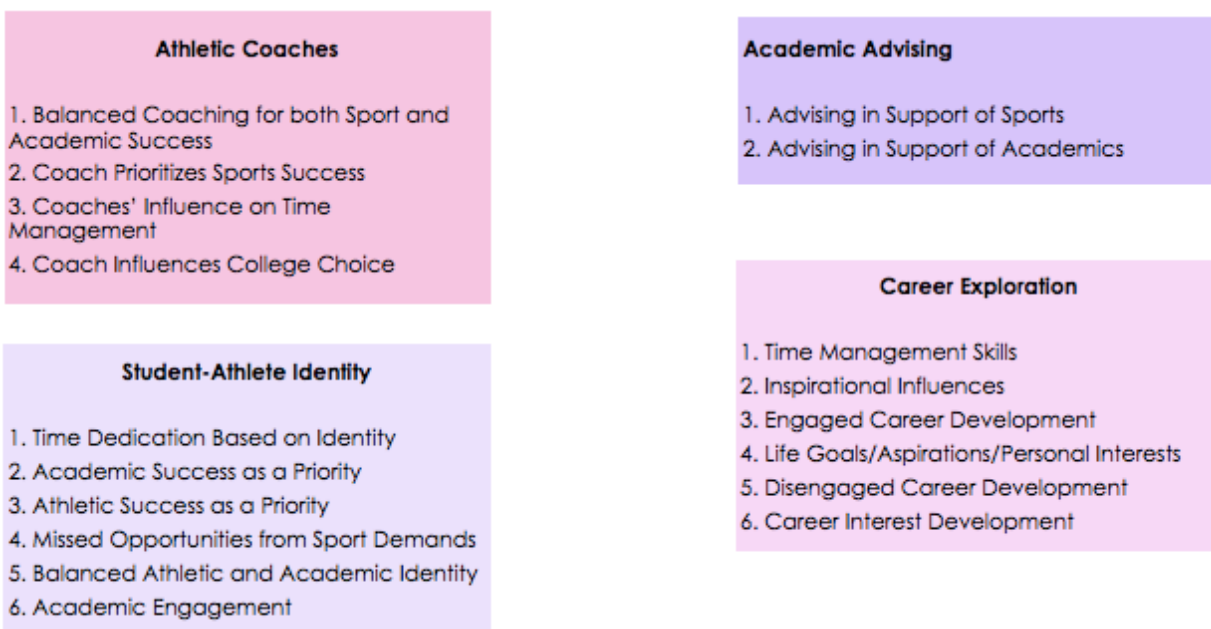 Athletic Coaches
1. Balanced Coaching for both Sport and
Academic Success
2. Coach Prioritizes Sports Success
3. Coaches' Influence on Time
Management
4. Coach Influences College Choice
Student-Athlete Identity
1. Time Dedication Based on Identity
2. Academic Success as a Priority
3. Athletic Success as a Priority
4. Missed Opportunities from Sport Demands
5. Balanced Athletic and Academic Identity
6. Academic Engagement
Academic Advising
1. Advising in Support of Sports
2. Advising in Support of Academics
Career Exploration
1. Time Management Skills
2. Inspirational Influences
3. Engaged Career Development
4. Life Goals/Aspirations/Personal Interests
5. Disengaged Career Development
6. Career Interest Development